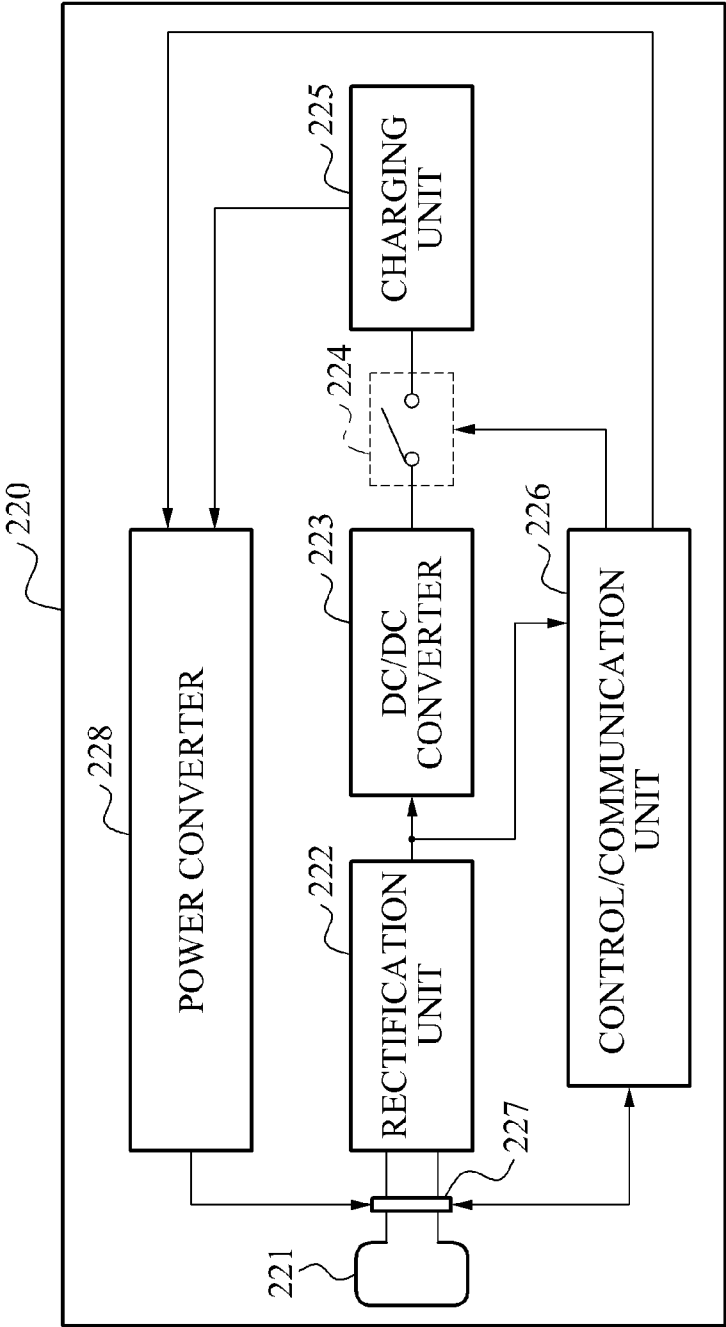 220
228
POWER CONVERTER
221
227
222
RECTIFICATION
UNIT
223
DC/DC
CONVERTER
224
225
CHARGING
UNIT
226
CONTROL/COMMUNICATION
UNIT